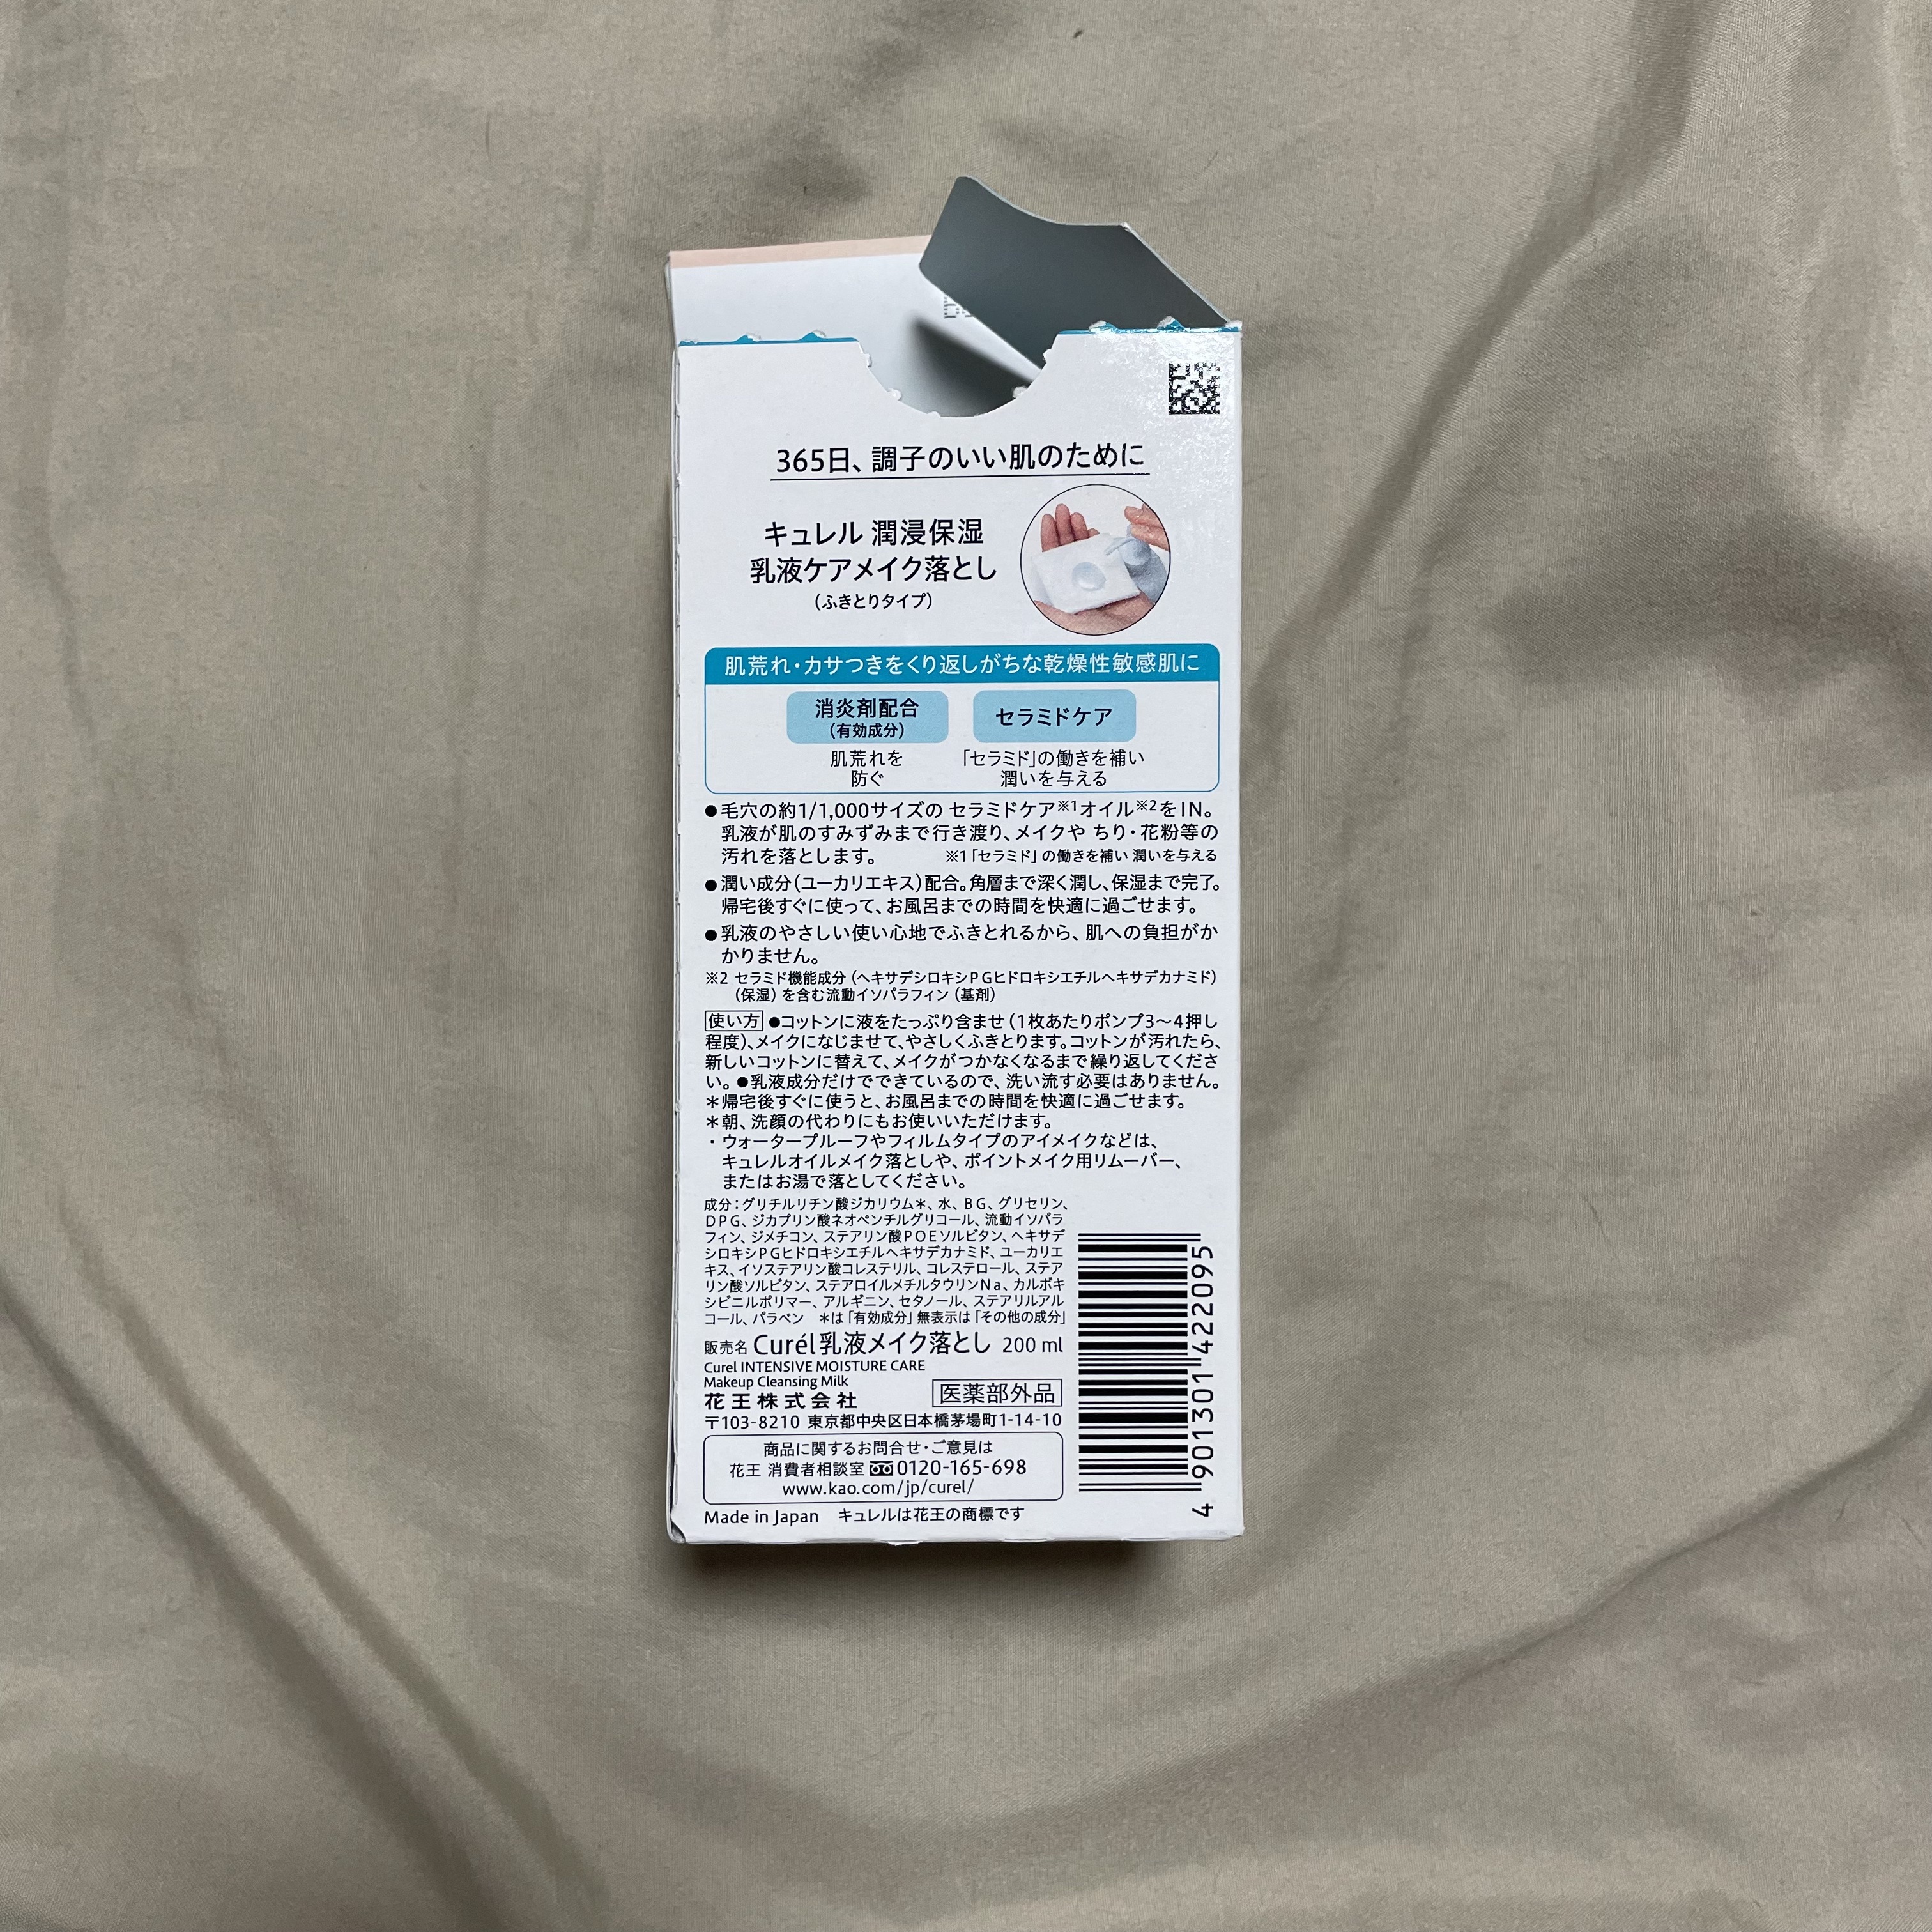 365日、調子のいい肌のために
キュレル 潤浸保湿
乳液ケアメイク落とし
(ふきとりタイプ)
肌荒れ・カサつきをくり返しがちな乾燥性敏感肌に
消炎剤配合
(有効成分)
肌荒れを
防ぐ
セラミドケア
「セラミド」の働きを補い
潤いを与える
●毛穴の約1/1,000サイズの セラミドケア※1オイル※2をIN。
乳液が肌のすみずみまで行き渡り、メイクや ちり・花粉等の
汚れを落とします。 ※1「セラミド」の働きを補い 潤いを与える
●潤い成分(ユーカリエキス)配合。角層まで深く潤し、保湿まで完了。
帰宅後すぐに使って、お風呂までの時間を快適に過ごせます。
●乳液のやさしい使い心地でふきとれるから、肌への負担がか
かりません。
※2 セラミド機能成分(ヘキサデシロキシPGヒドロキシエチルヘキサデカナミド)
(保湿)を含む流動イソパラフィン(基剤)
使い方 ●コットンに液をたっぷり含ませ(1枚あたりポンプ3〜4押し
程度)、メイクになじませて、やさしくふきとります。コットンが汚れたら、
新しいコットンに替えて、メイクがつかなくなるまで繰り返してくださ
い。●乳液成分だけでできているので、洗い流す必要はありません。
＊帰宅後すぐに使うと、お風呂までの時間を快適に過ごせます。
＊朝、洗顔の代わりにもお使いいただけます。
・ウォータープルーフやフィルムタイプのアイメイクなどは、
キュレルオイルメイク落としや、ポイントメイク用リムーバー、
またはお湯で落としてください。
成分:グリチルリチン酸ジカリウム＊、水、BG、グリセリン、
DPG、ジカプリン酸ネオペンチルグリコール、流動イソパラ
フィン、ジメチコン、ステアリン酸POEソルビタン、ヘキサデ
シロキシPGヒドロキシエチルヘキサデカナミド、ユーカリエ
キス、イソステアリン酸コレステリル、コレステロール、ステア
リン酸ソルビタン、ステアロイルメチルタウリンNa、カルボキ
シビニルポリマー、アルギニン、セタノール、ステアリルアル
コール、パラベン ＊は「有効成分」無表示は「その他の成分」
販売名 Curél乳液メイク落とし 200 ml
Curel INTENSIVE MOISTURE CARE
Makeup Cleansing Milk
花王株式会社
医薬部外品
〒103-8210 東京都中央区日本橋茅場町1-14-10
商品に関するお問合せ・ご意見は
花王 消費者相談室 0120-165-698
www.kao.com/jp/curel/
Made in Japan キュレルは花王の商標です
4 901301 422095